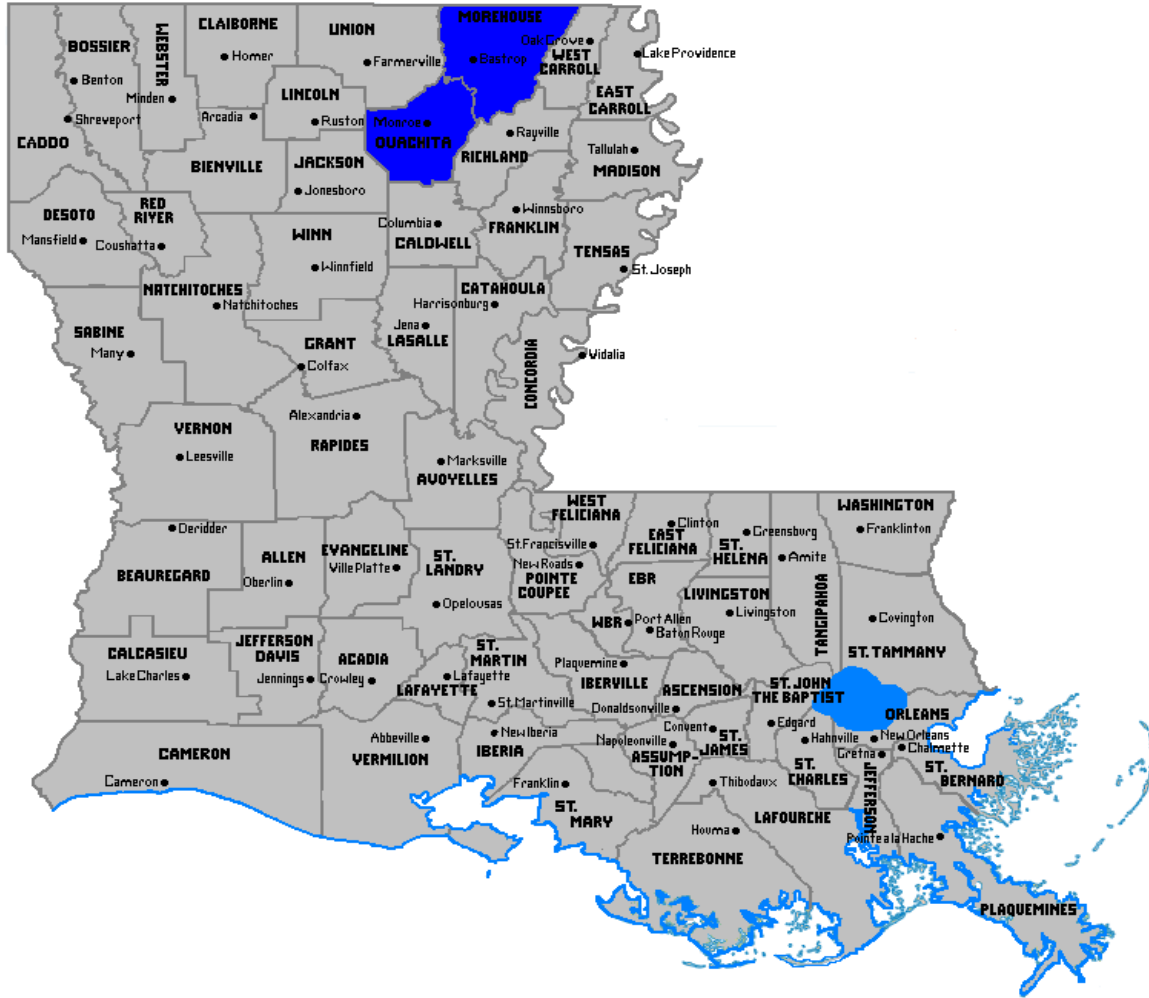 MOREHOUSE
CLAIBORNE
UNION
WEBSTER
BOSSIER
Oak Grove
WEST
CARROLL
Lake Providence
Homer
Farmerville
Bastrop
Benton
Minden
LINCOLN
EAST
CARROLL
Shreveport
Arcadia
Ruston
Monroe
OUACHITA
Rayville
CADDO
BIENVILLE
JACKSON
RICHLAND
Tallulah
MADISON
Jonesboro
DESOTO
RED
RIVER
Winnsboro
Columbia
FRANKLIN
Mansfield
Coushatta
WINN
CALDWELL
TENSAS
Winnfield
St. Joseph
NATCHITOCHES
Natchitoches
CATAHOULA
Harrisonburg
SABINE
Many
GRANT
Colfax
Jena
LASALLE
CONCORDIA
Vidalia
Alexandria
VERNON
RAPIDES
Leesville
Marksville
AVOYELLES
WEST
FELICIANA
WASHINGTON
Deridder
Clinton
Greensburg
Franklinton
ALLEN
EVANGELINE
ST.
LANDRY
St. Francisville
EAST
FELICIANA
ST.
HELENA
Amite
BEAUREGARD
Oberlin
Ville Platte
New Roads
POINTE
COUPEE
EBR
LIVINGSTON
TANGIPAHOA
Opelousas
WBR
Port Allen
Baton Rouge
Livingston
Covington
CALCASIEU
JEFFERSON
DAVIS
ACADIA
ST.
MARTIN
ST. TAMMANY
Lake Charles
Jennings
Crowley
LAFAYETTE
Lafayette
Plaquemine
IBERVILLE
ASCENSION
ST. JOHN
THE BAPTIST
St. Martinville
Donaldsonville
ORLEANS
CAMERON
Abbeville
VERMILION
New Iberia
IBERIA
Napoleonville
ASSUMP-
TION
Convent
ST.
JAMES
Edgard
Hahnville
New Orleans
Chalmette
Gretna
Cameron
Franklin
ST.
MARY
Thibodaux
ST.
CHARLES
JEFFERSON
ST.
BERNARD
LAFOURCHE
Houma
TERREBONNE
Pointe a la Hache
PLAQUEMINES